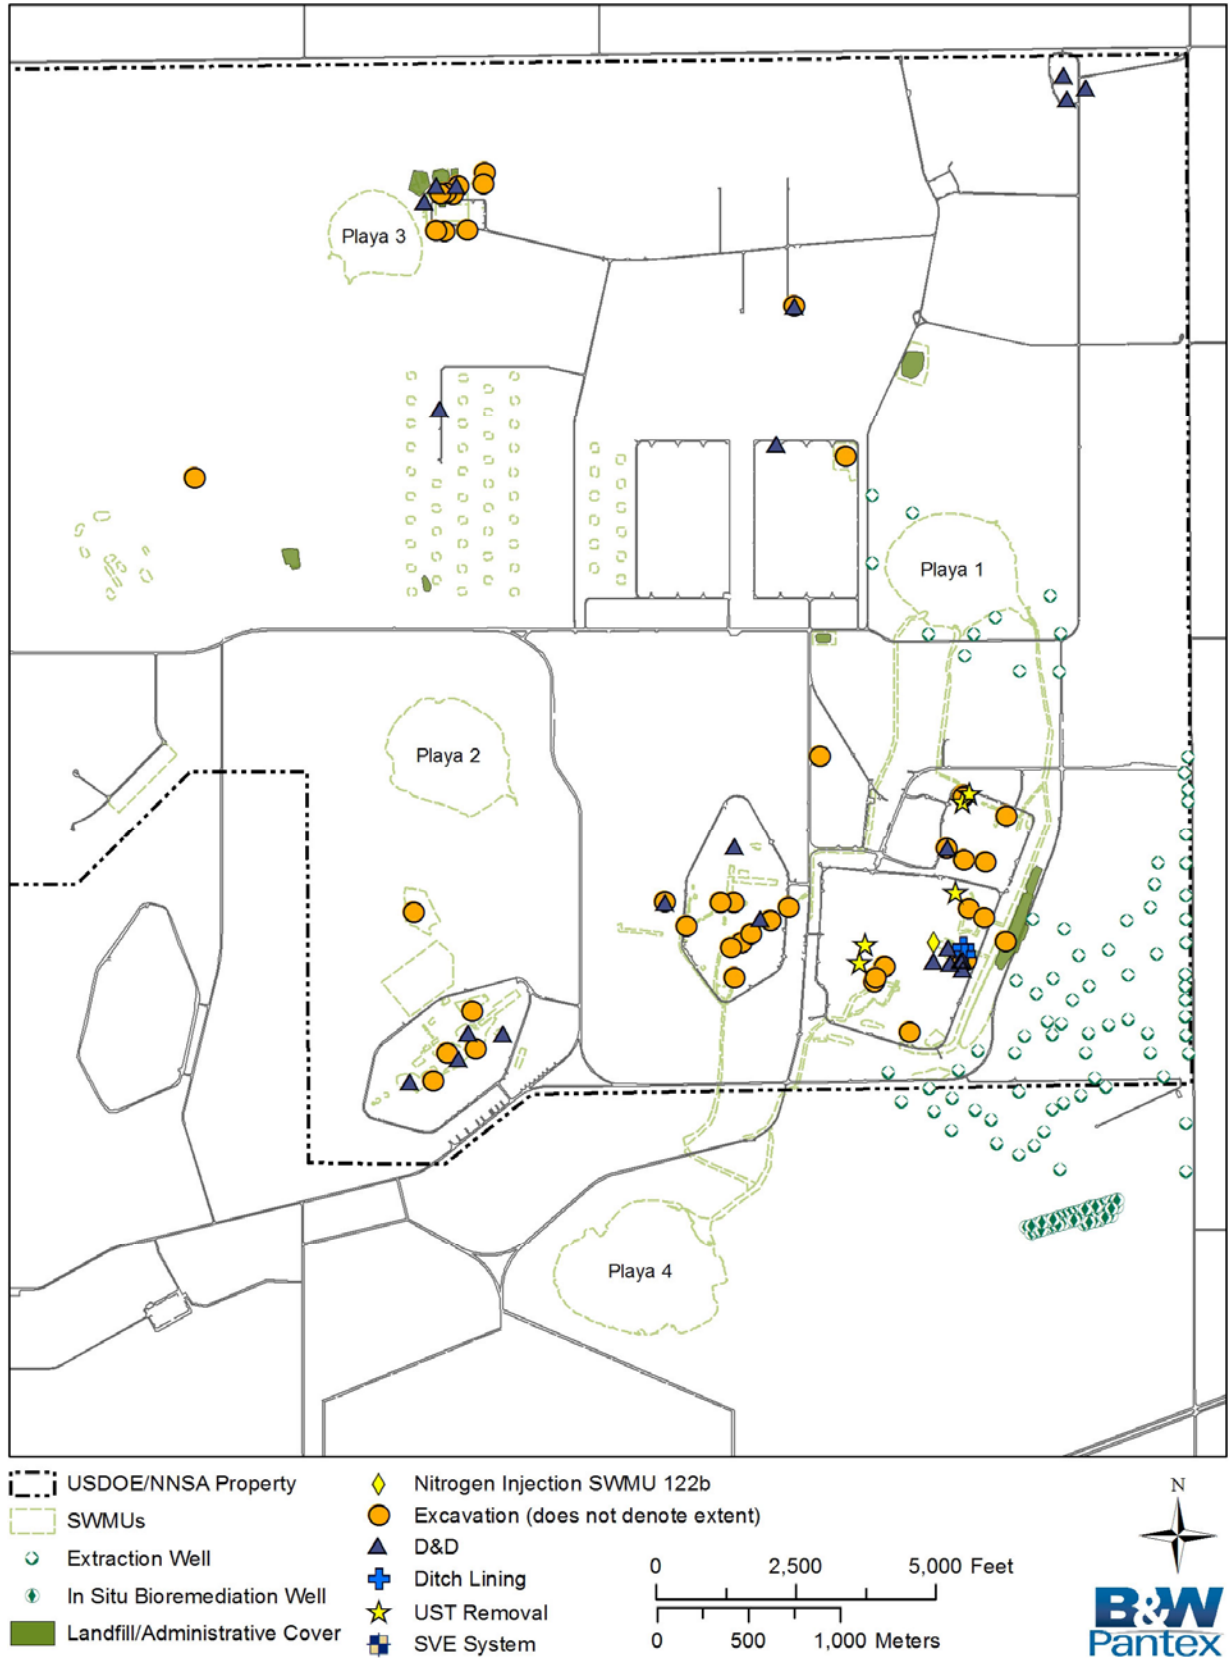 Playa 3
Playa 1
Playa 2
Playa 4
USDOE/NNSA Property
SWMUs
Extraction Well
In Situ Bioremediation Well
Landfill/Administrative Cover
Nitrogen Injection SWMU 122b
Excavation (does not denote extent)
D&D
Ditch Lining
UST Removal
SVE System
0 2,500 5,000 Feet
0 500 1,000 Meters
N
B&W
Pantex